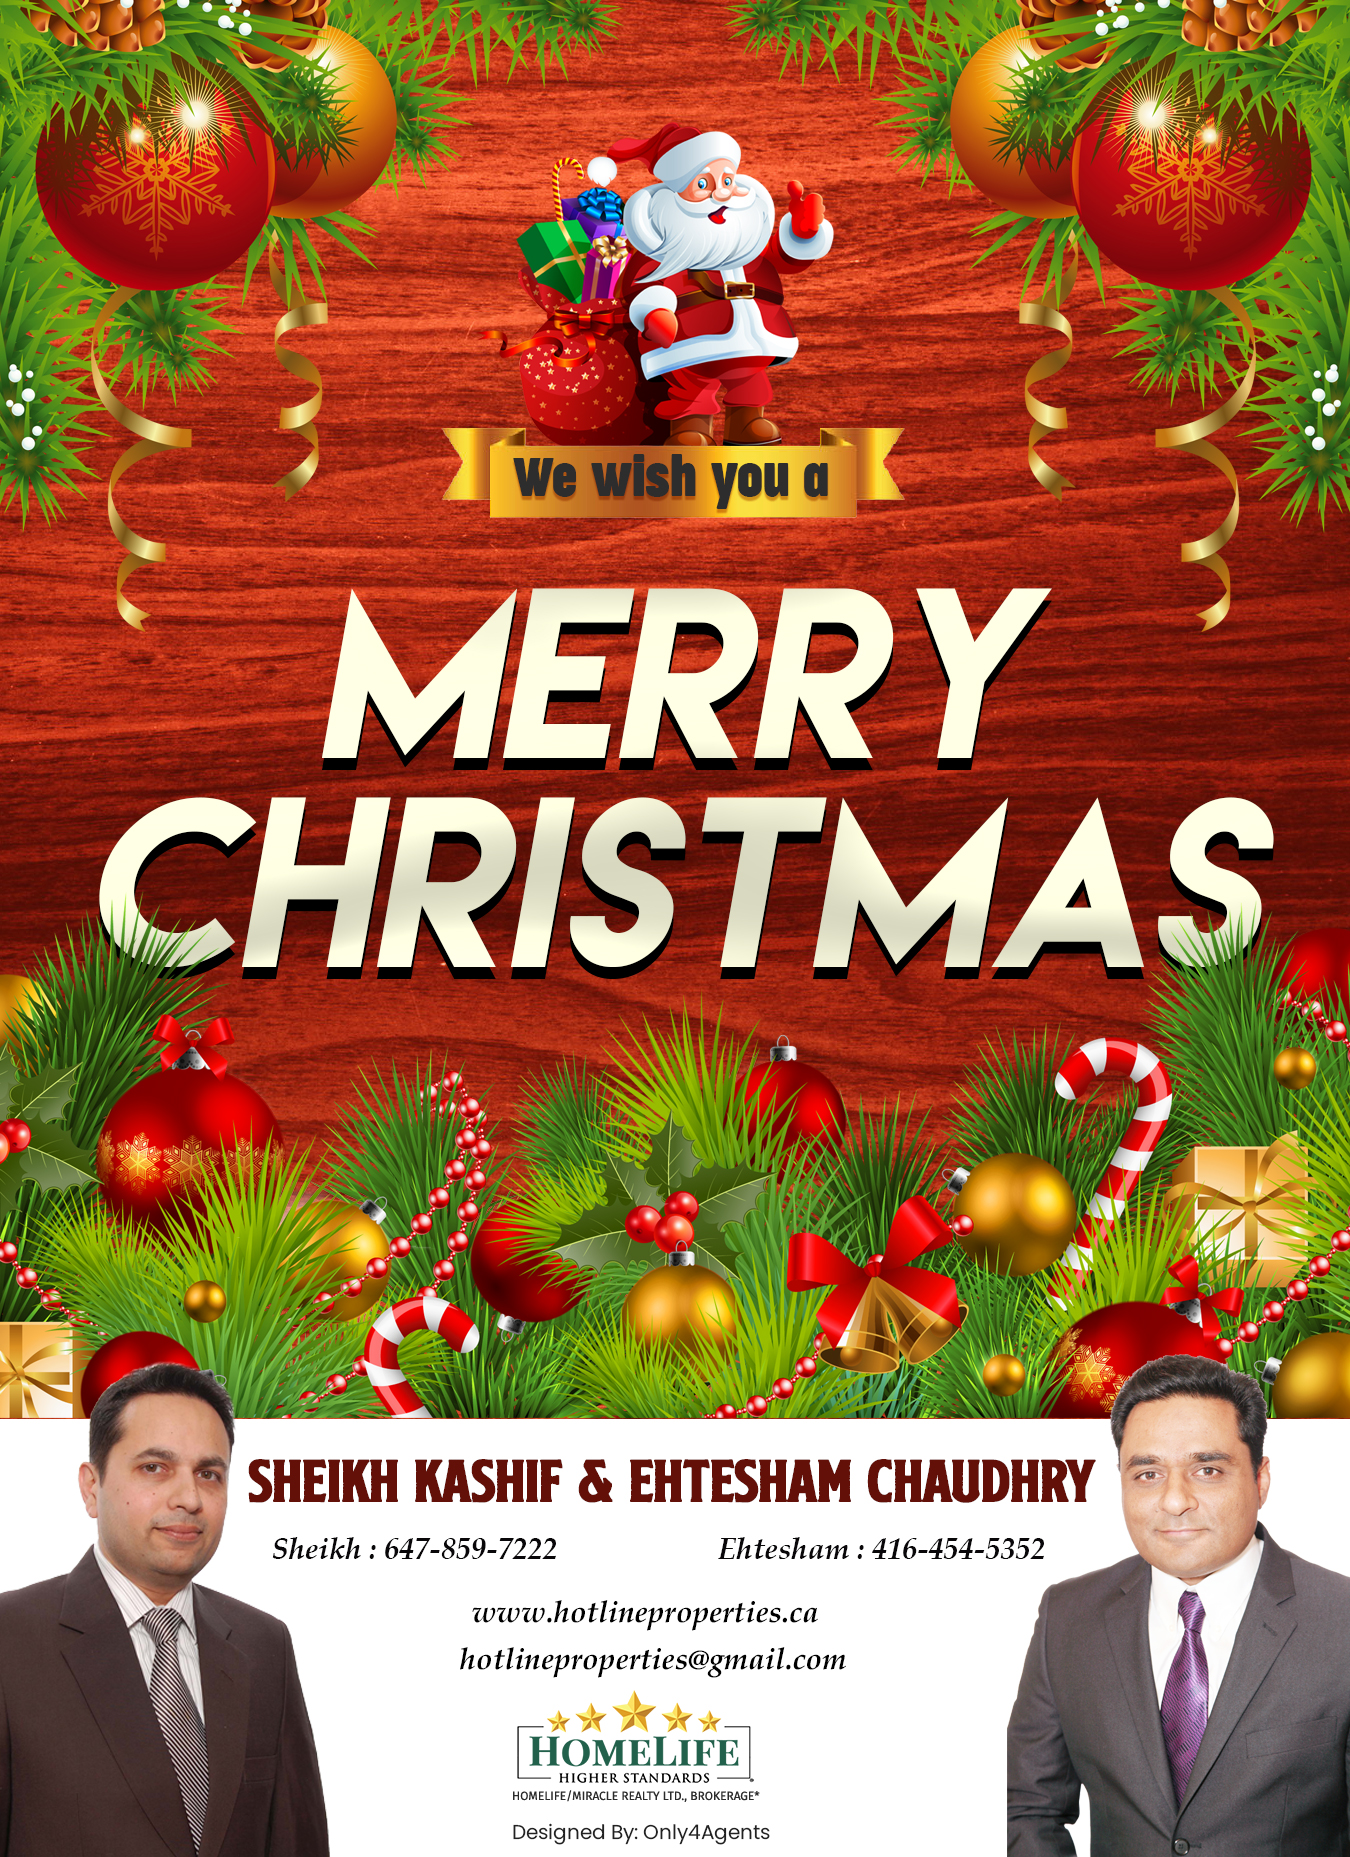 We wish you a
MERRY
CHRISTMAS
SHEIKH KASHIF & EHTESHAM CHAUDHRY
Sheikh : 647-859-7222 Ehtesham : 416-454-5352
www.hotlineproperties.ca
hotlineproperties@gmail.com
HOMELIFE
HIGHER STANDARDS
HOMELIFE/MIRACLE REALTY LTD., BROKERAGE*
Designed By: Only4Agents